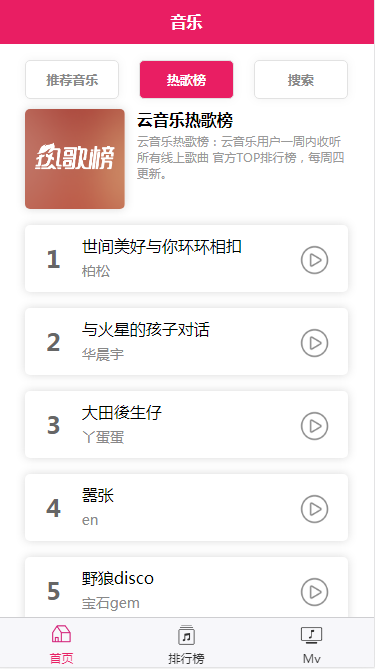 音乐
推荐音乐
热歌榜
搜索
热歌榜
云音乐热歌榜
云音乐热歌榜：云音乐用户一周内收听
所有线上歌曲 官方TOP排行榜，每周四
更新。
1
世间美好与你环环相扣
柏松
2
与火星的孩子对话
华晨宇
3
大田後生仔
丫蛋蛋
4
嚣张
en
5
野狼disco
宝石gem
首页
排行榜
Mv